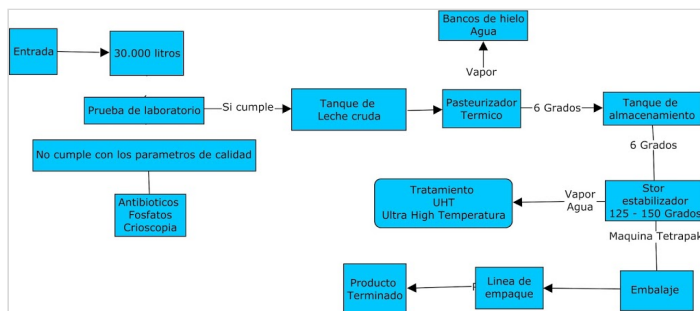 Bancos de hielo
Agua
Entrada
30.000 litros
Vapor
Prueba de laboratorio
Si cumple
Tanque de
Leche cruda
Pasteurizador
Termico
6 Grados
Tanque de
almacenamiento
6 Grados
No cumple con los parametros de calidad
Antibioticos
Fosfatos
Crioscopia
Tratamiento
UHT
Ultra High Temperatura
Vapor
Agua
Stor
estabilizador
125 - 150 Grados
Maquina Tetrapak
Producto
Terminado
Linea de
empaque
Embalaje